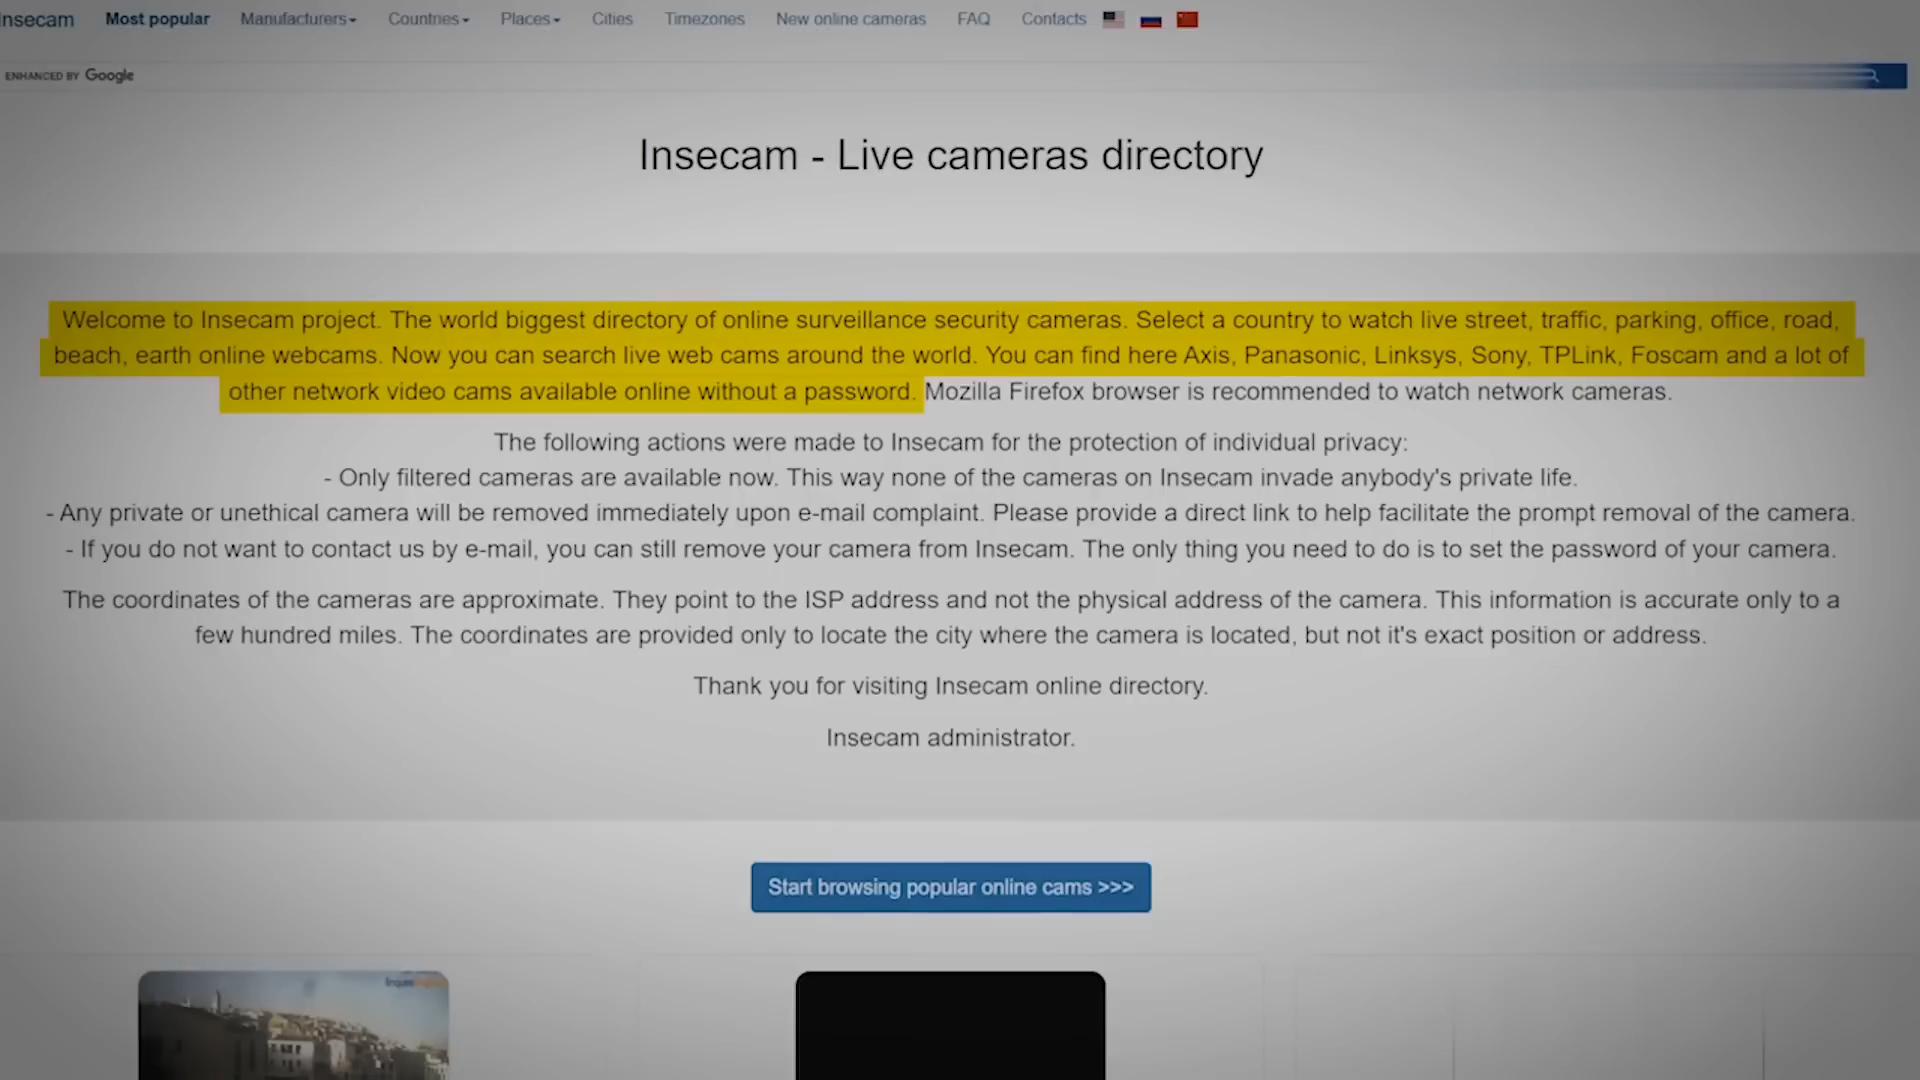 Insecam Most popular Manufacturers Countries Places Cities Timezones New online cameras FAQ Contacts
ENHANCED BY Google
Insecam - Live cameras directory
Welcome to Insecam project. The world biggest directory of online surveillance security cameras. Select a country to watch live street, traffic, parking, office, road,
beach, earth online webcams. Now you can search live web cams around the world. You can find here Axis, Panasonic, Linksys, Sony, TPLink, Foscam and a lot of
other network video cams available online without a password. Mozilla Firefox browser is recommended to watch network cameras.
The following actions were made to Insecam for the protection of individual privacy:
- Only filtered cameras are available now. This way none of the cameras on Insecam invade anybody's private life.
- Any private or unethical camera will be removed immediately upon e-mail complaint. Please provide a direct link to help facilitate the prompt removal of the camera.
- If you do not want to contact us by e-mail, you can still remove your camera from Insecam. The only thing you need to do is to set the password of your camera.
The coordinates of the cameras are approximate. They point to the ISP address and not the physical address of the camera. This information is accurate only to a
few hundred miles. The coordinates are provided only to locate the city where the camera is located, but not it's exact position or address.
Thank you for visiting Insecam online directory.
Insecam administrator.
Start browsing popular online cams >>>